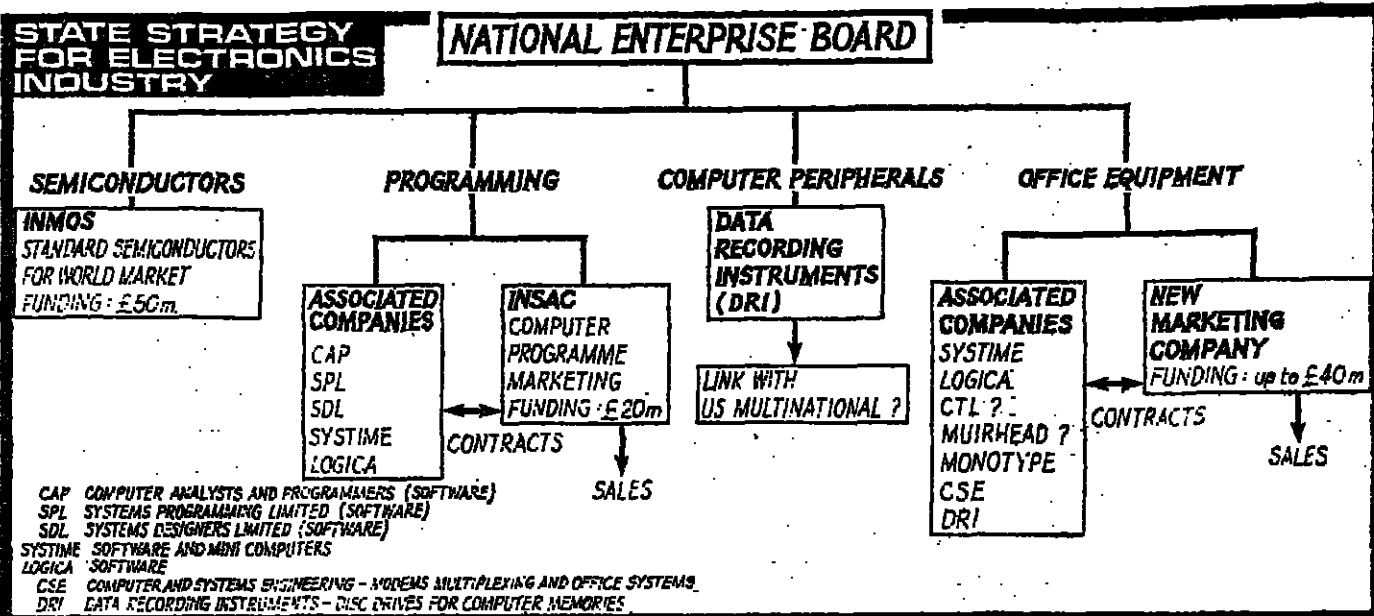 STATE STRATEGY
FOR ELECTRONICS
INDUSTRY
NATIONAL ENTERPRISE BOARD
SEMICONDUCTORS
INMOS
STANDARD SEMICONDUCTORS
FOR WORLD MARKET
FUNDING : £50m.
PROGRAMMING
ASSOCIATED
COMPANIES
CAP
SPL
SDL
SYSTIME
LOGICA
CONTRACTS
INSAC
COMPUTER
PROGRAMME
MARKETING
FUNDING : £20m
SALES
COMPUTER PERIPHERALS
DATA
RECORDING
INSTRUMENTS
(DRI)
LINK WITH
US MULTINATIONAL ?
OFFICE EQUIPMENT
ASSOCIATED
COMPANIES
SYSTIME
LOGICA
CTL ?
MUIRHEAD ?
MONOTYPE
CSE
DRI
CONTRACTS
NEW
MARKETING
COMPANY
FUNDING : up to £40m
SALES
CAP COMPUTER ANALYSTS AND PROGRAMMERS (SOFTWARE)
SPL SYSTEMS PROGRAMMING LIMITED (SOFTWARE)
SDL SYSTEMS DESIGNERS LIMITED (SOFTWARE)
SYSTIME SOFTWARE AND MINI COMPUTERS
LOGICA SOFTWARE
CSE COMPUTER AND SYSTEMS ENGINEERING – MODEMS MULTIPLEXING AND OFFICE SYSTEMS
DRI DATA RECORDING INSTRUMENTS – DISC DRIVES FOR COMPUTER MEMORIES